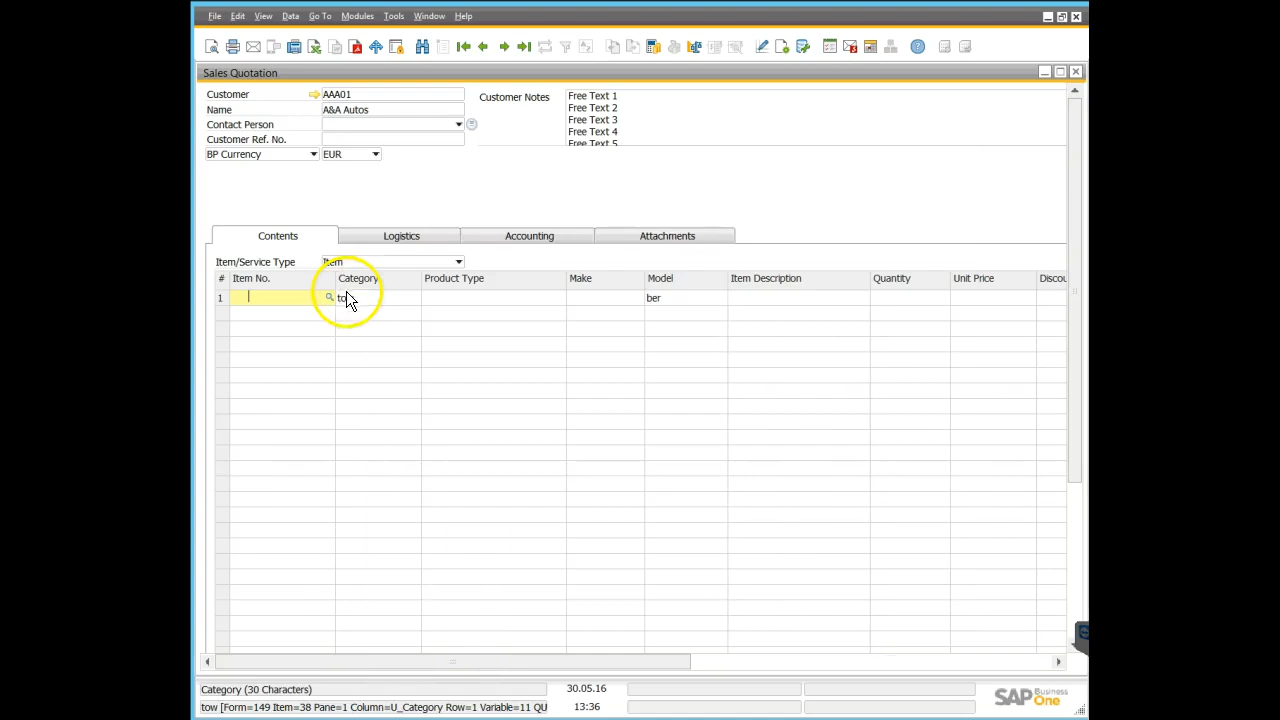 File Edit View Data Go To Modules Tools Window Help
Sales Quotation
Customer AAA01
Name A&A Autos
Contact Person
Customer Ref. No.
BP Currency EUR
Customer Notes
Free Text 1
Free Text 2
Free Text 3
Free Text 4
Free Text 5
Contents Logistics Accounting Attachments
Item/Service Type Item
# Item No. Category Product Type Make Model Item Description Quantity Unit Price Discou
1 ber
Category (30 Characters) 30.05.16
tow [Form=149 Item=38 Pane=1 Column=U_Category Row=1 Variable=11 QU 13:36
SAP Business One